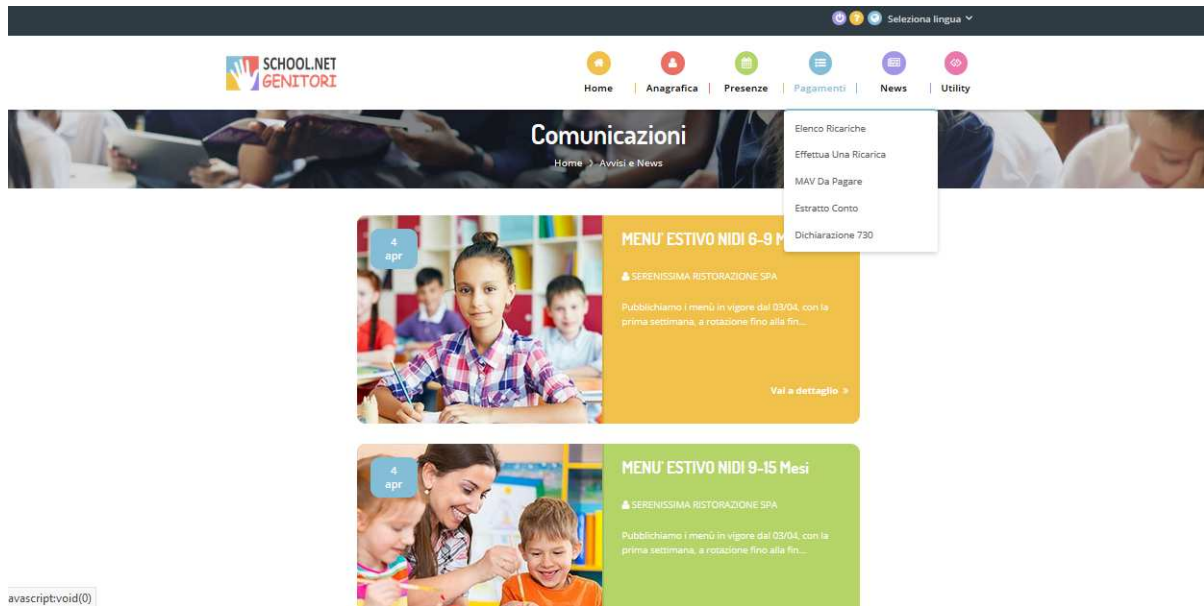 Seleziona lingua
SCHOOL.NET
GENITORI
Home
Anagrafica
Presenze
Pagamenti
News
Utility
Comunicazioni
Home > Avvisi e News
Elenco Ricariche
Effettua Una Ricarica
MAV Da Pagare
Estratto Conto
Dichiarazione 730
4
apr
MENU' ESTIVO NIDI 6-9 M
SERENISSIMA RISTORAZIONE SPA
Pubblichiamo i menù in vigore dal 03/04, con la
prima settimana, a rotazione fino alla fin...
Vai a dettaglio »
4
apr
MENU' ESTIVO NIDI 9-15 Mesi
SERENISSIMA RISTORAZIONE SPA
Pubblichiamo i menù in vigore dal 03/04, con la
prima settimana, a rotazione fino alla fin...
avascript:void(0)